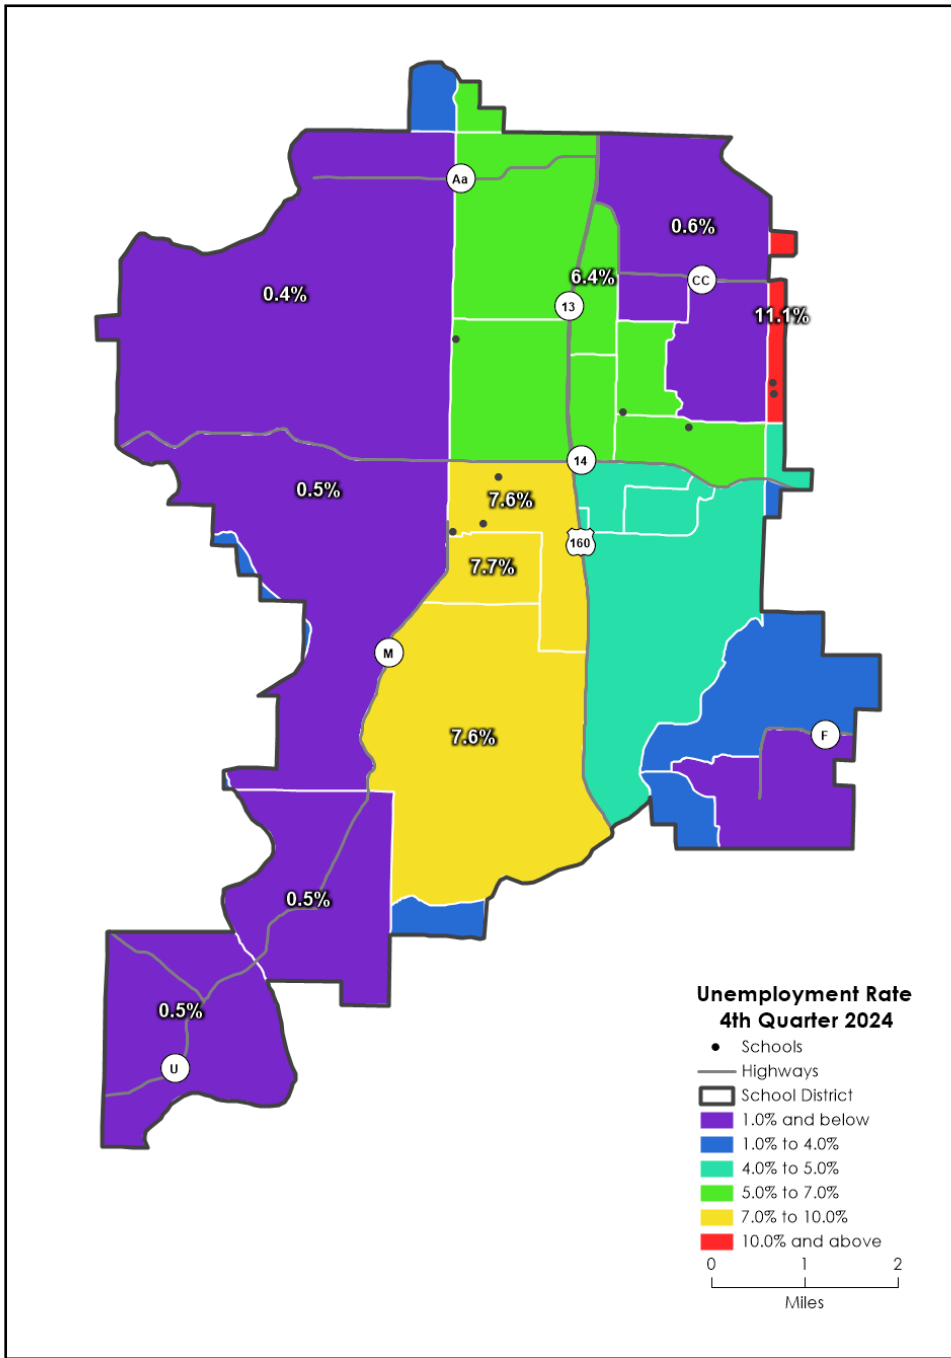 Aa
0.6%
CC
6.4%
0.4%
13
11.1%
14
0.5%
7.6%
160
7.7%
M
7.6%
F
0.5%
0.5%
U
Unemployment Rate
4th Quarter 2024
Schools
Highways
School District
1.0% and below
1.0% to 4.0%
4.0% to 5.0%
5.0% to 7.0%
7.0% to 10.0%
10.0% and above
0 1 2
Miles